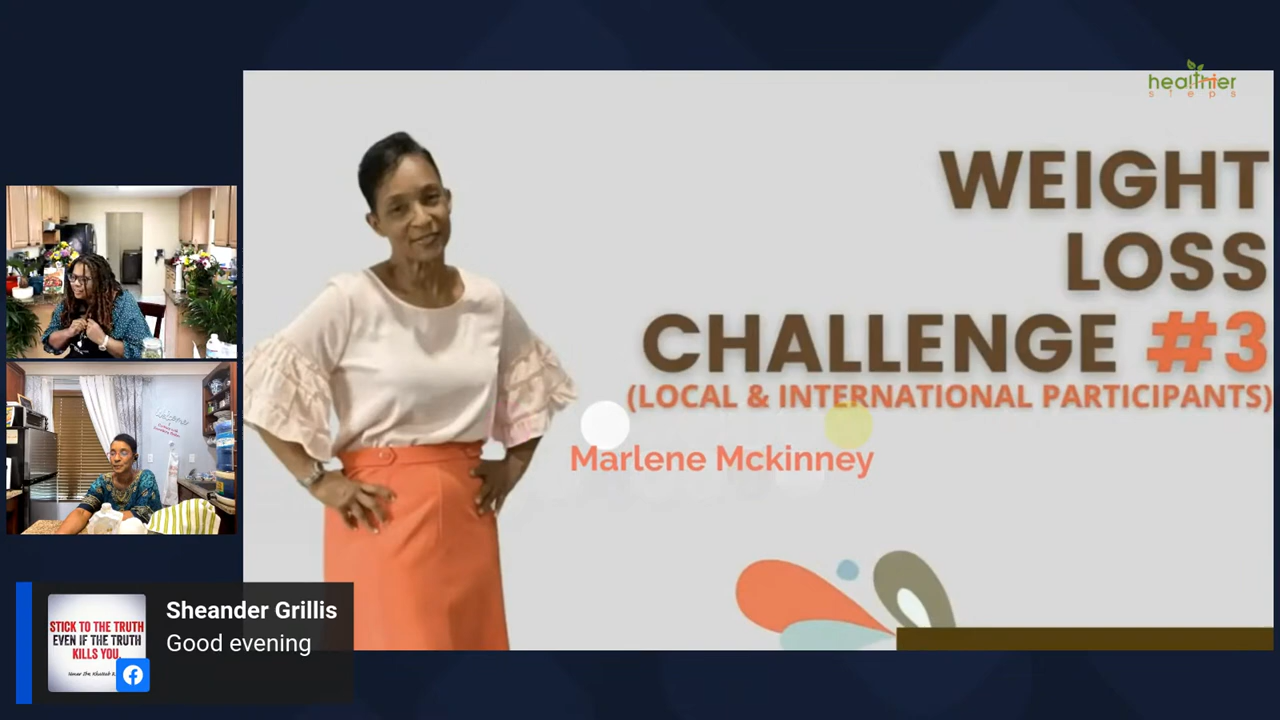 healthier
steps
WEIGHT
LOSS
CHALLENGE #3
(LOCAL & INTERNATIONAL PARTICIPANTS)
Marlene Mckinney
Sheander Grillis
Good evening
STICK TO THE TRUTH
EVEN IF THE TRUTH
KILLS YOU.